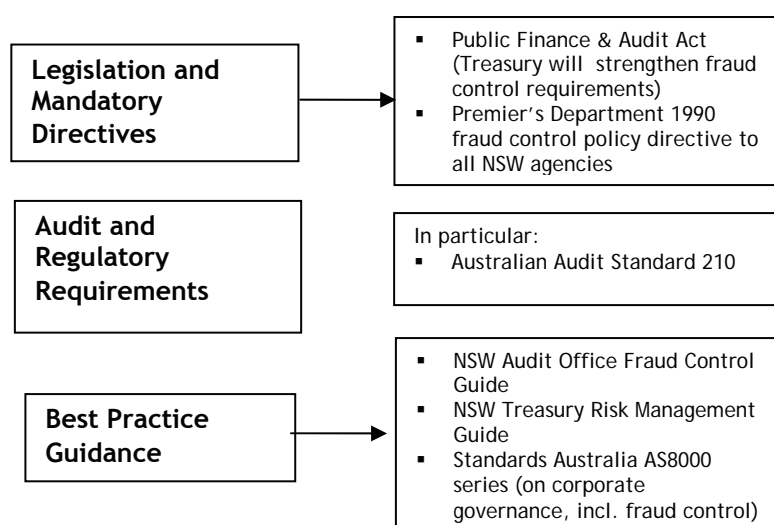 Legislation and
Mandatory
Directives
▪ Public Finance & Audit Act
(Treasury will strengthen fraud
control requirements)
▪ Premier's Department 1990
fraud control policy directive to
all NSW agencies
Audit and
Regulatory
Requirements
In particular:
▪ Australian Audit Standard 210
Best Practice
Guidance
▪ NSW Audit Office Fraud Control
Guide
▪ NSW Treasury Risk Management
Guide
▪ Standards Australia AS8000
series (on corporate
governance, incl. fraud control)